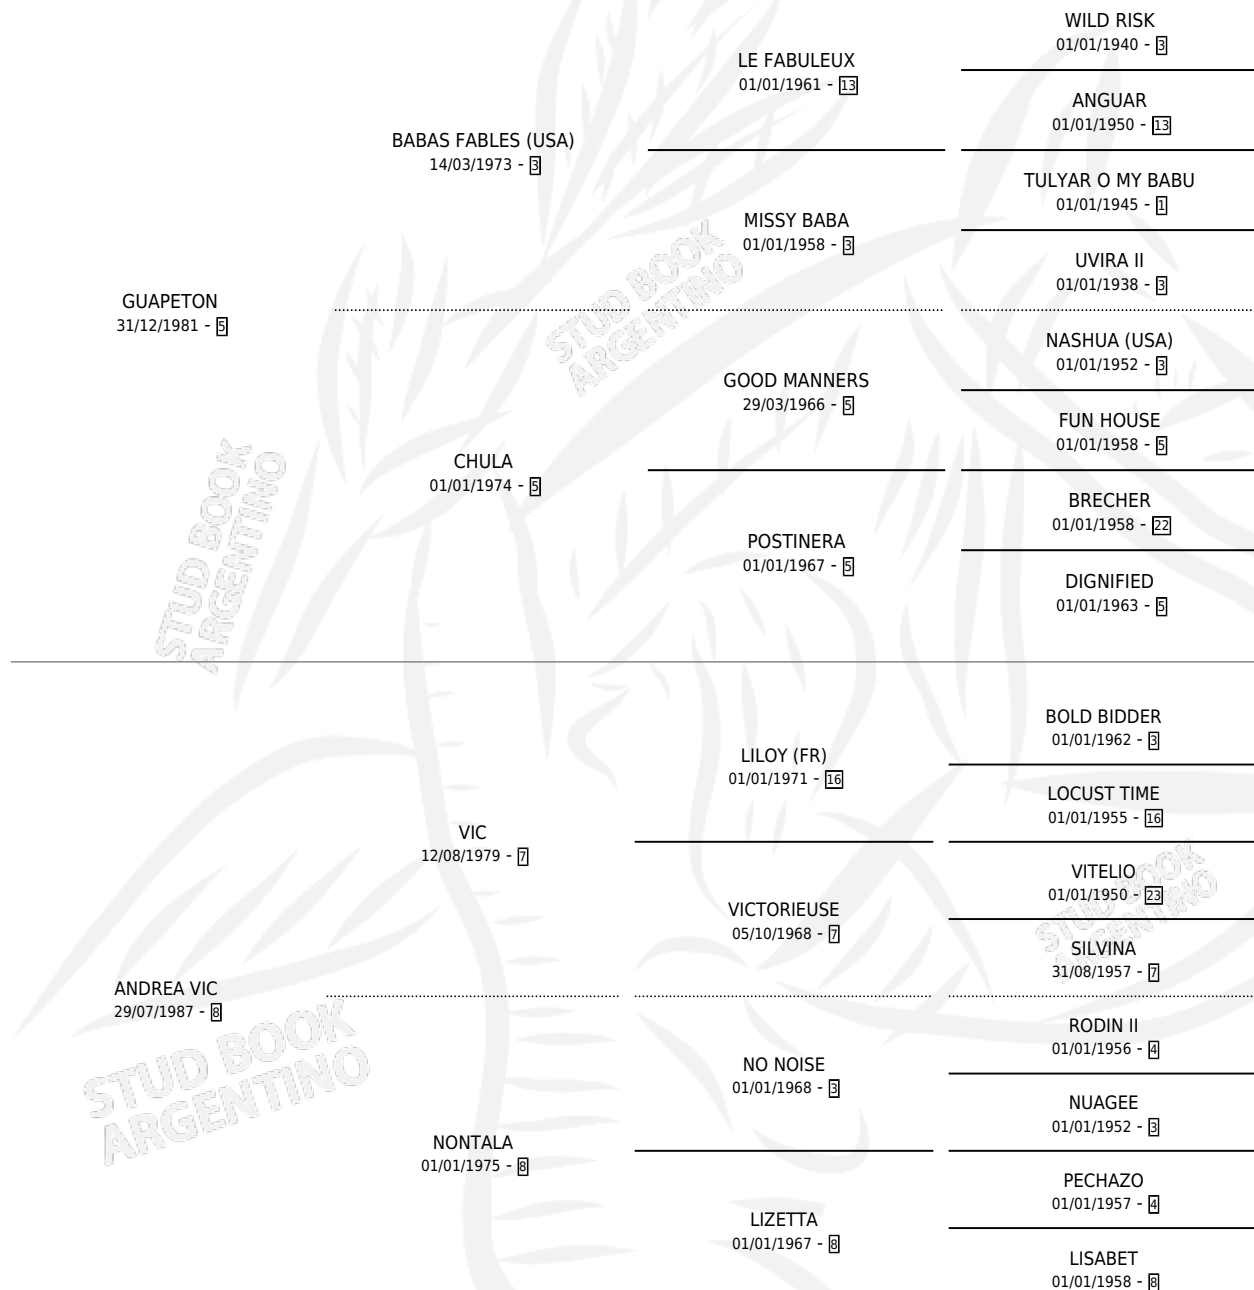 WILD RISK
01/01/1940 - 3
LE FABULEUX
01/01/1961 - 13
ANGUAR
01/01/1950 - 13
BABAS FABLES (USA)
14/03/1973 - 3
TULYAR O MY BABU
01/01/1945 - 1
MISSY BABA
01/01/1958 - 3
UVIRA II
01/01/1938 - 3
GUAPETON
31/12/1981 - 5
NASHUA (USA)
01/01/1952 - 3
GOOD MANNERS
29/03/1966 - 5
FUN HOUSE
01/01/1958 - 5
CHULA
01/01/1974 - 5
BRECHER
01/01/1958 - 22
POSTINERA
01/01/1967 - 5
DIGNIFIED
01/01/1963 - 5
BOLD BIDDER
01/01/1962 - 3
LILOY (FR)
01/01/1971 - 16
LOCUST TIME
01/01/1955 - 16
VIC
12/08/1979 - 7
VITELIO
01/01/1950 - 23
VICTORIEUSE
05/10/1968 - 7
SILVINA
31/08/1957 - 7
ANDREA VIC
29/07/1987 - 8
RODIN II
01/01/1956 - 4
NO NOISE
01/01/1968 - 3
NUAGEE
01/01/1952 - 3
NONTALA
01/01/1975 - 8
PECHAZO
01/01/1957 - 4
LIZETTA
01/01/1967 - 8
LISABET
01/01/1958 - 8
STUD BOOK
ARGENTINO
STUD BOOK
ARGENTINO
STUD BOOK
ARGENTINO
STUD BOOK
ARGENTINO